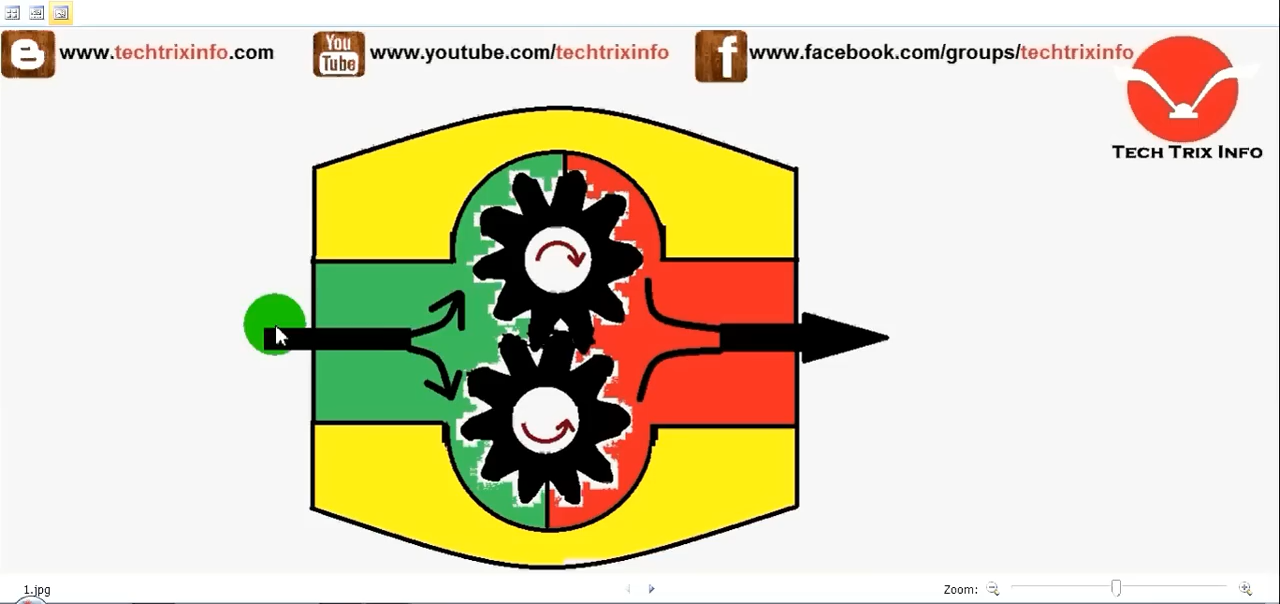 www.techtrixinfo.com
You
Tube
www.youtube.com/techtrixinfo
f
www.facebook.com/groups/techtrixinfo
TECH TRIX INFO
1.jpg
Zoom: